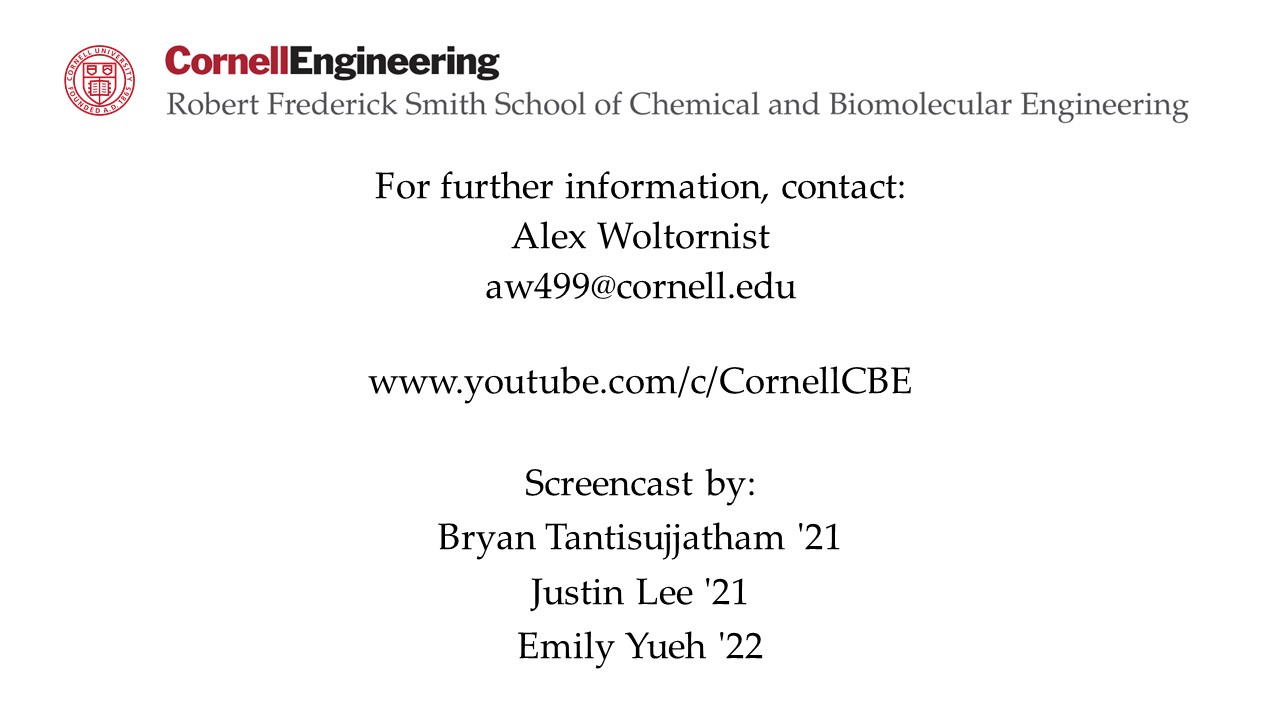 CORNELL UNIVERSITY
FOUNDED A.D. 1865
CornellEngineering
Robert Frederick Smith School of Chemical and Biomolecular Engineering
For further information, contact:
Alex Woltornist
aw499@cornell.edu
www.youtube.com/c/CornellCBE
Screencast by:
Bryan Tantisujjatham '21
Justin Lee '21
Emily Yueh '22